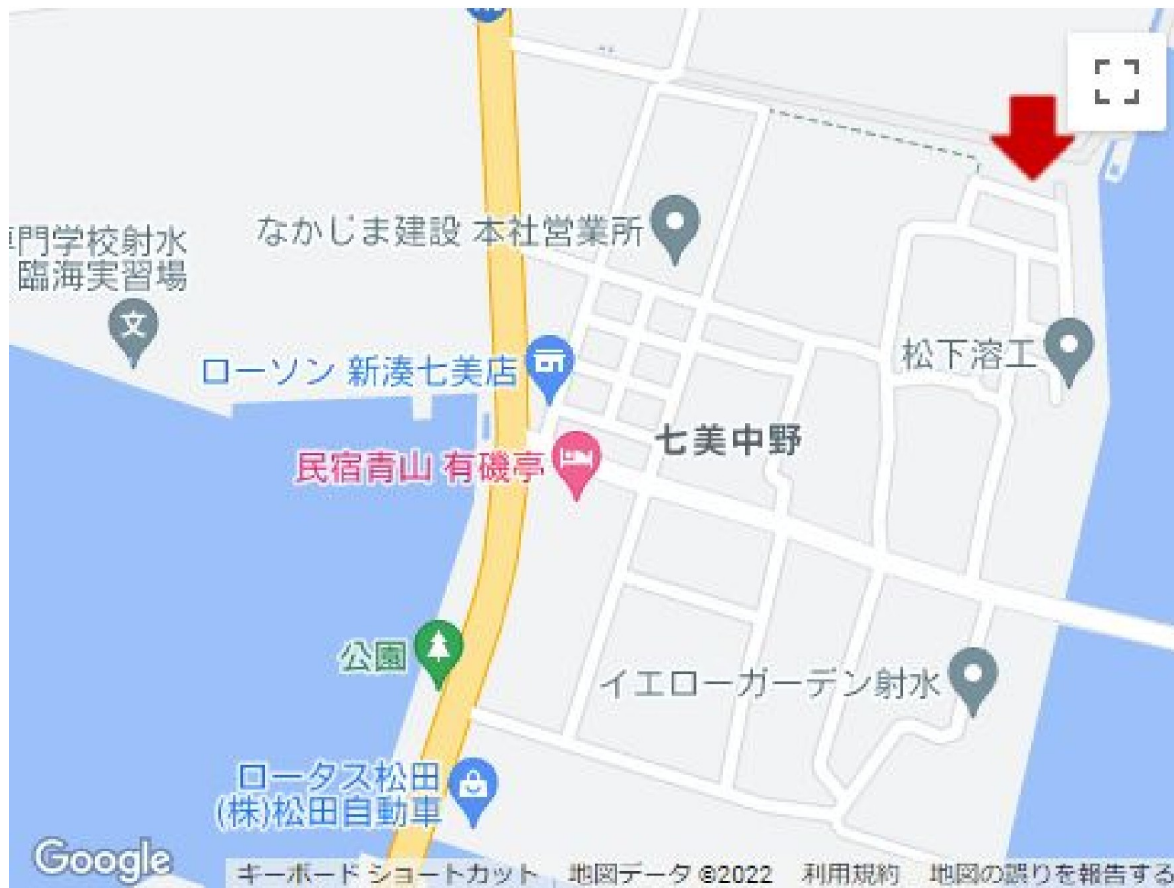 なかじま建設 本社営業所
門学校射水
臨海実習場
文
松下溶工
ローソン 新湊七美店
七美中野
民宿青山 有磯亭
公園
イエローガーデン射水
ロータス松田
(株)松田自動車
Google
キーボード ショートカット
地図データ ©2022
利用規約
地図の誤りを報告する